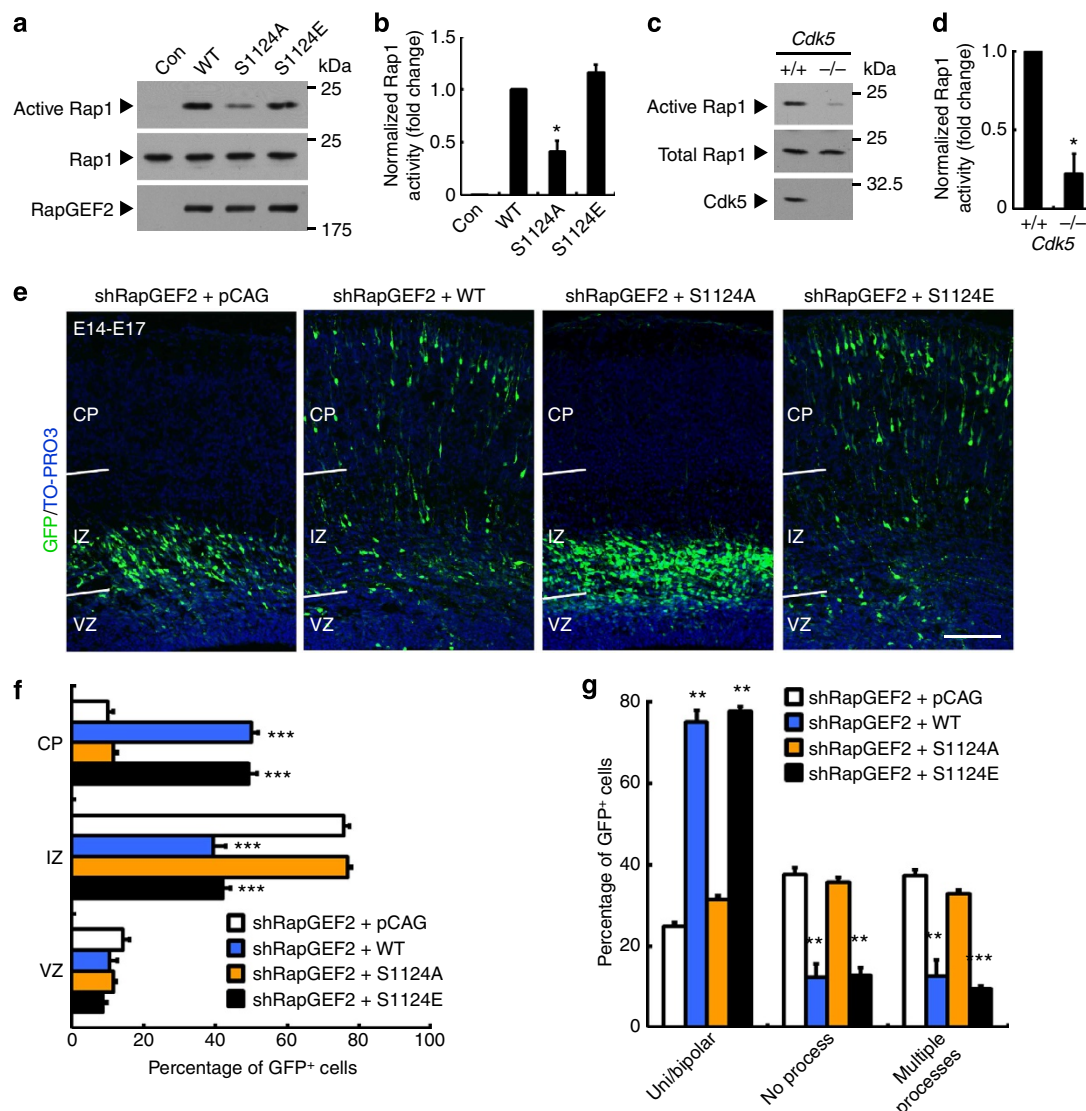 a
Con
WT
S1124A
S1124E
kDa
Active Rap1
25
Rap1
25
RapGEF2
175
b
Normalized Rap1
activity (fold change)
1.5
1.0
0.5
0
*
Con
WT
S1124A
S1124E
c
Cdk5
+/+ –/– kDa
Active Rap1
25
Total Rap1
25
Cdk5
32.5
d
Normalized Rap1
activity (fold change)
1.0
0.5
0
*
+/+ –/–
Cdk5
e
shRapGEF2 + pCAG
shRapGEF2 + WT
shRapGEF2 + S1124A
shRapGEF2 + S1124E
GFP/TO-PRO3
E14-E17
CP
IZ
VZ
CP
IZ
VZ
CP
IZ
VZ
CP
IZ
VZ
f
CP
***
***
IZ
***
***
VZ
shRapGEF2 + pCAG
shRapGEF2 + WT
shRapGEF2 + S1124A
shRapGEF2 + S1124E
0 20 40 60 80 100
Percentage of GFP+ cells
g
Percentage of GFP+ cells
80
60
40
20
0
** **
** **
** ***
shRapGEF2 + pCAG
shRapGEF2 + WT
shRapGEF2 + S1124A
shRapGEF2 + S1124E
Uni/bipolar
No process
Multiple
processes